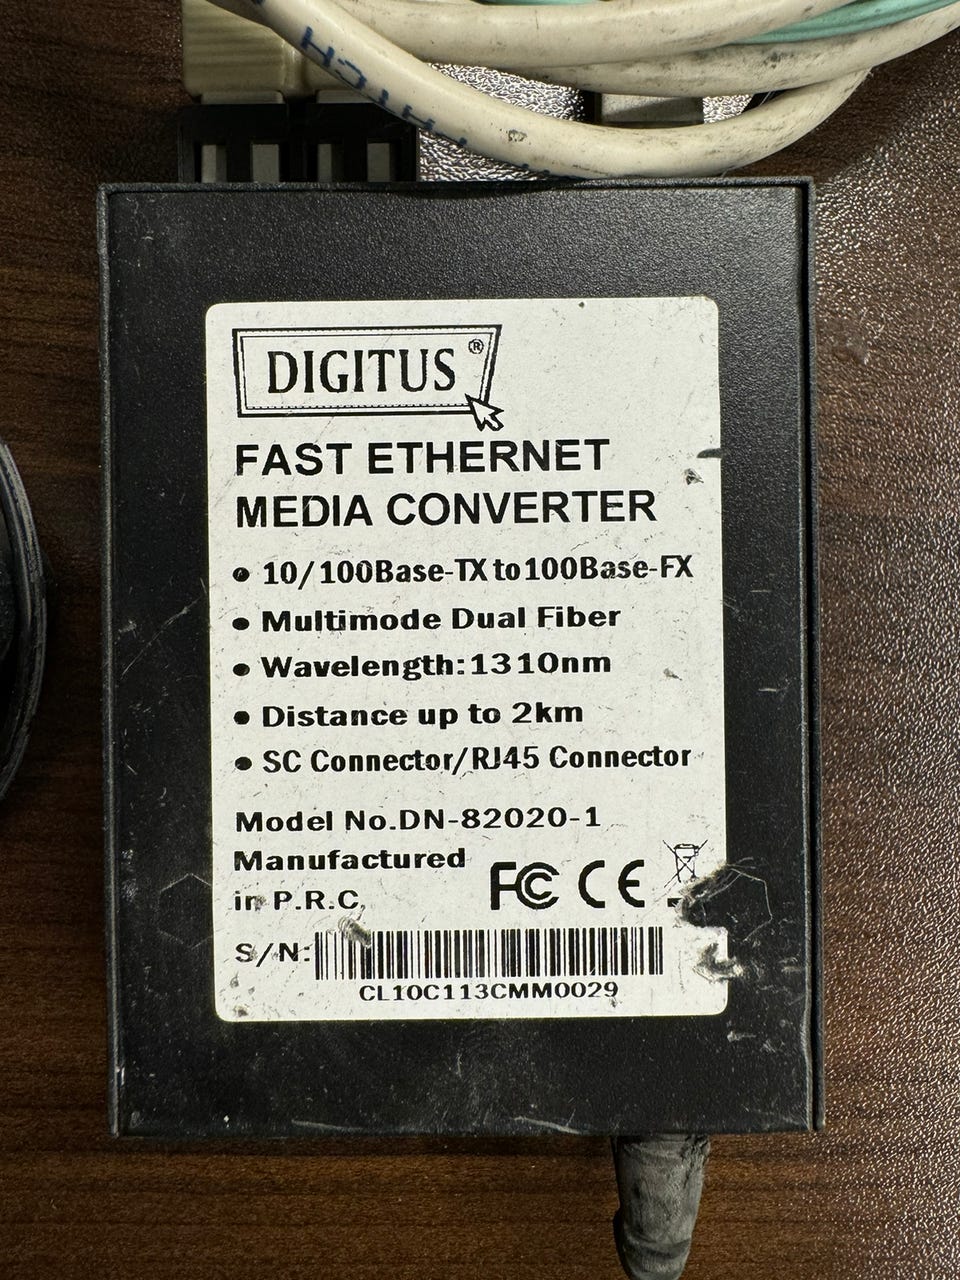 DIGITUS®
FAST ETHERNET
MEDIA CONVERTER
• 10/100Base-TX to 100Base-FX
• Multimode Dual Fiber
• Wavelength:1310nm
• Distance up to 2km
• SC Connector/RJ45 Connector
Model No.DN-82020-1
Manufactured
in P.R.C.
FC CE
S/N:
CL10C113CMM0029